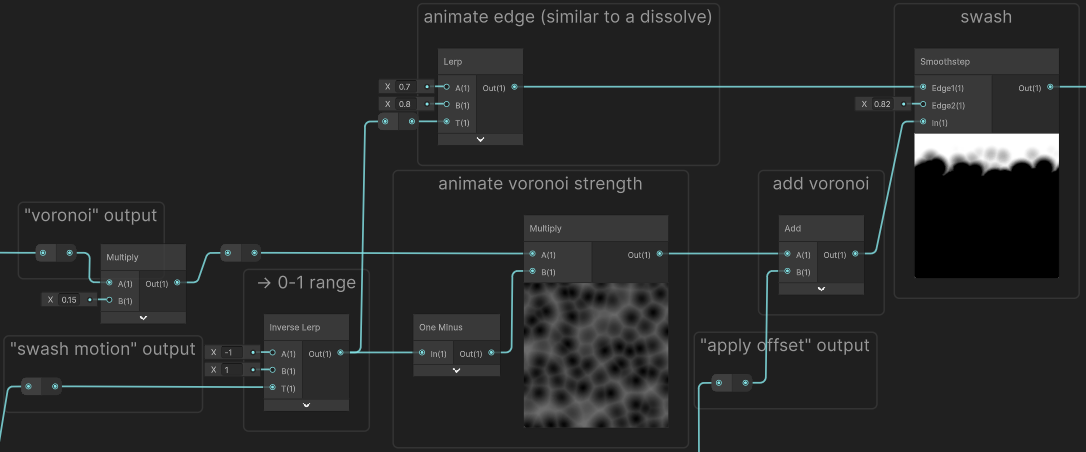 animate edge (similar to a dissolve)
swash
Lerp
X 0.7
A(1)
Out(1)
X 0.8
B(1)
T(1)
Smoothstep
Edge1(1)
Out(1)
X 0.82
Edge2(1)
In(1)
animate voronoi strength
add voronoi
"voronoi" output
Multiply
A(1)
Out(1)
X 0.15
B(1)
Multiply
A(1)
Out(1)
B(1)
Add
A(1)
Out(1)
B(1)
→ 0-1 range
"swash motion" output
Inverse Lerp
X -1
A(1)
Out(1)
X 1
B(1)
T(1)
One Minus
In(1)
Out(1)
"apply offset" output